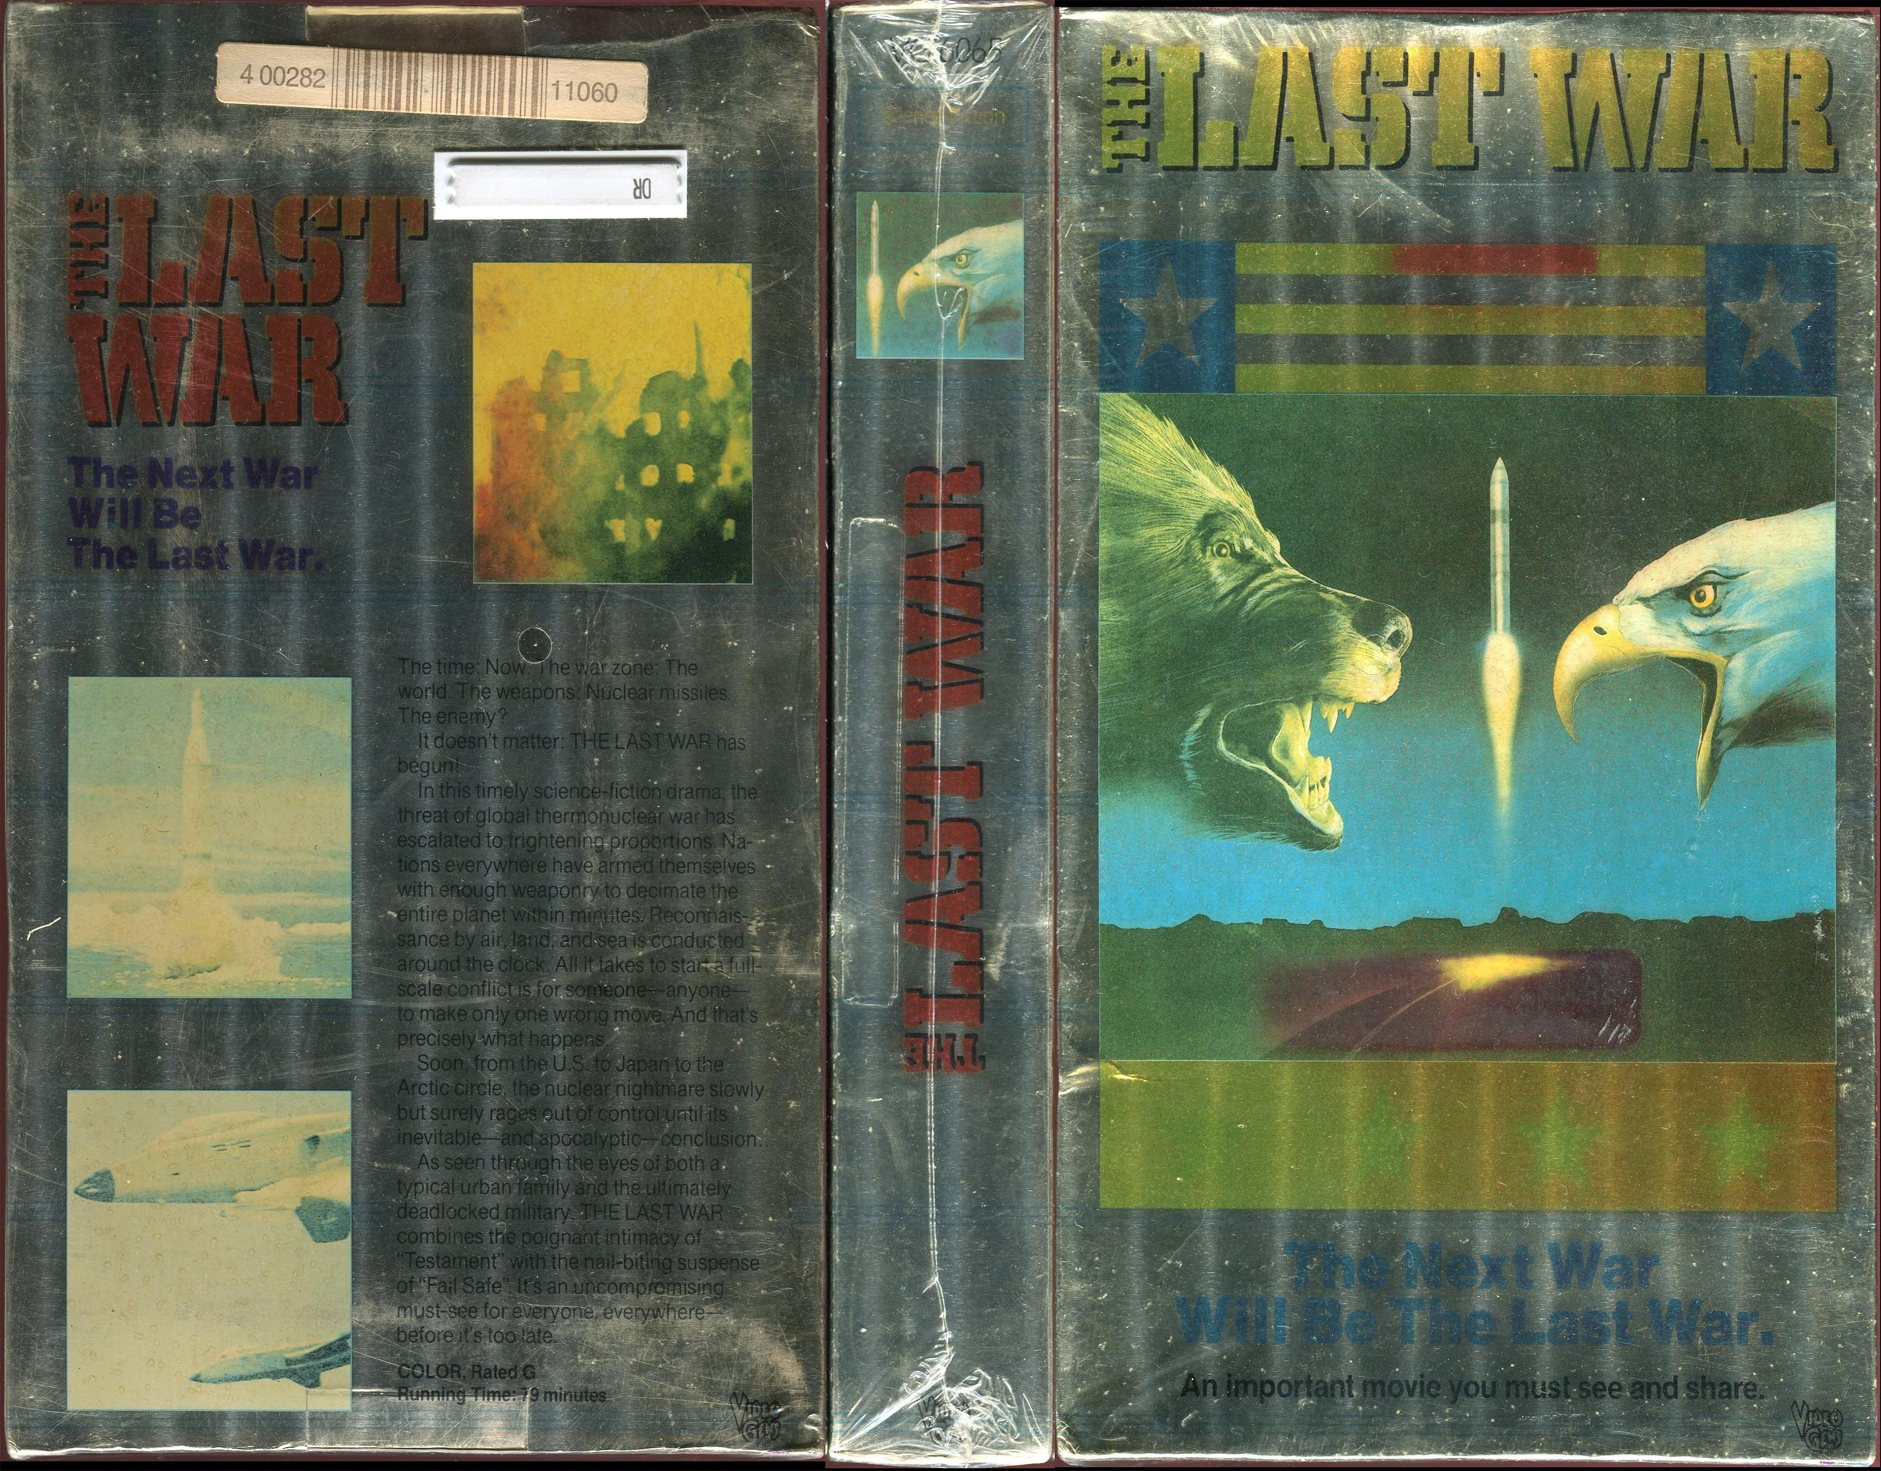 4 00282 11060
DR
THE LAST
WAR
The Next War
Will Be
The Last War.
The time: Now. The war zone: The
world. The weapons: Nuclear missiles.
The enemy?
It doesn't matter: THE LAST WAR has
begun!
In this timely science-fiction drama, the
threat of global thermonuclear war has
escalated to frightening proportions. Na-
tions everywhere have armed themselves
with enough weaponry to decimate the
entire planet within minutes. Reconnais-
sance by air, land, and sea is conducted
around the clock. All it takes to start a full-
scale conflict is for someone—anyone—
to make only one wrong move. And that's
precisely what happens.
Soon, from the U.S. to Japan to the
Arctic circle, the nuclear nightmare slowly
but surely rages out of control until its
inevitable—and apocalyptic—conclusion.
As seen through the eyes of both a
typical urban family and the ultimately
deadlocked military, THE LAST WAR
combines the poignant intimacy of
"Testament" with the nail-biting suspense
of "Fail Safe". It's an uncompromising
must-see for everyone, everywhere—
before it's too late.
COLOR, Rated G
Running Time: 79 minutes
VIDEO
GEMS
Science Fiction
THE LAST WAR
THE LAST WAR
The Next War
Will Be The Last War.
An important movie you must see and share.
VIDEO
GEMS